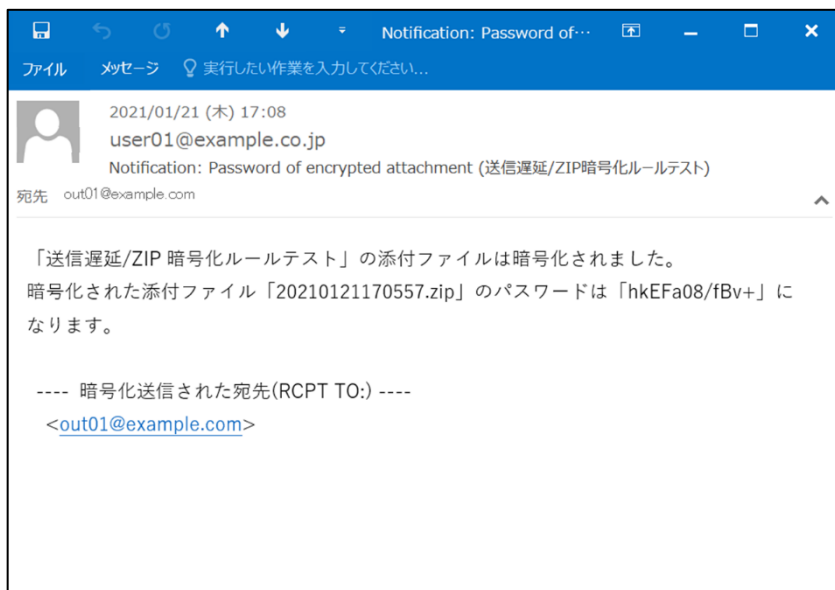 Notification: Password of…
ファイル メッセージ 実行したい作業を入力してください...
2021/01/21 (木) 17:08
user01@example.co.jp
Notification: Password of encrypted attachment (送信遅延/ZIP暗号化ルールテスト)
宛先 out01@example.com
「送信遅延/ZIP 暗号化ルールテスト」の添付ファイルは暗号化されました。
暗号化された添付ファイル「20210121170557.zip」のパスワードは「hkEFa08/fBv+」に
なります。
---- 暗号化送信された宛先(RCPT TO:) ----
<out01@example.com>